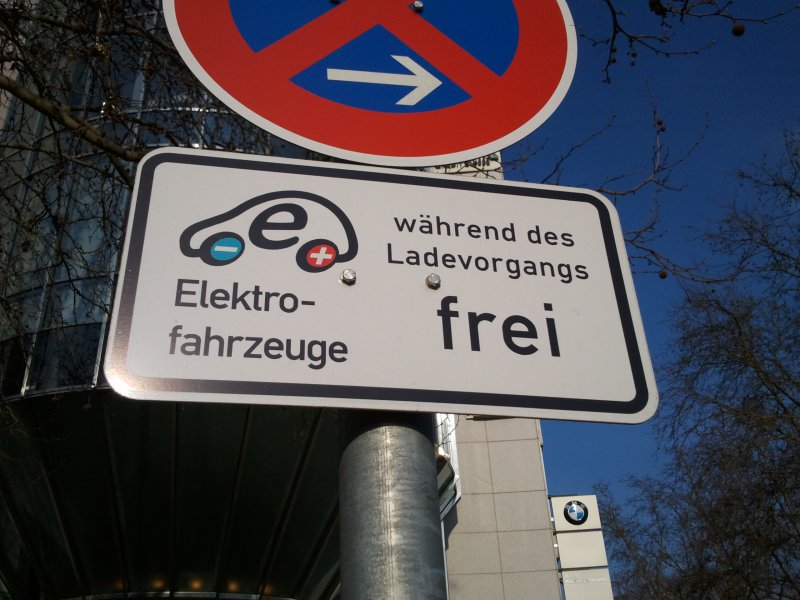 e
während des
Ladevorgangs
frei
Elektro-
fahrzeuge